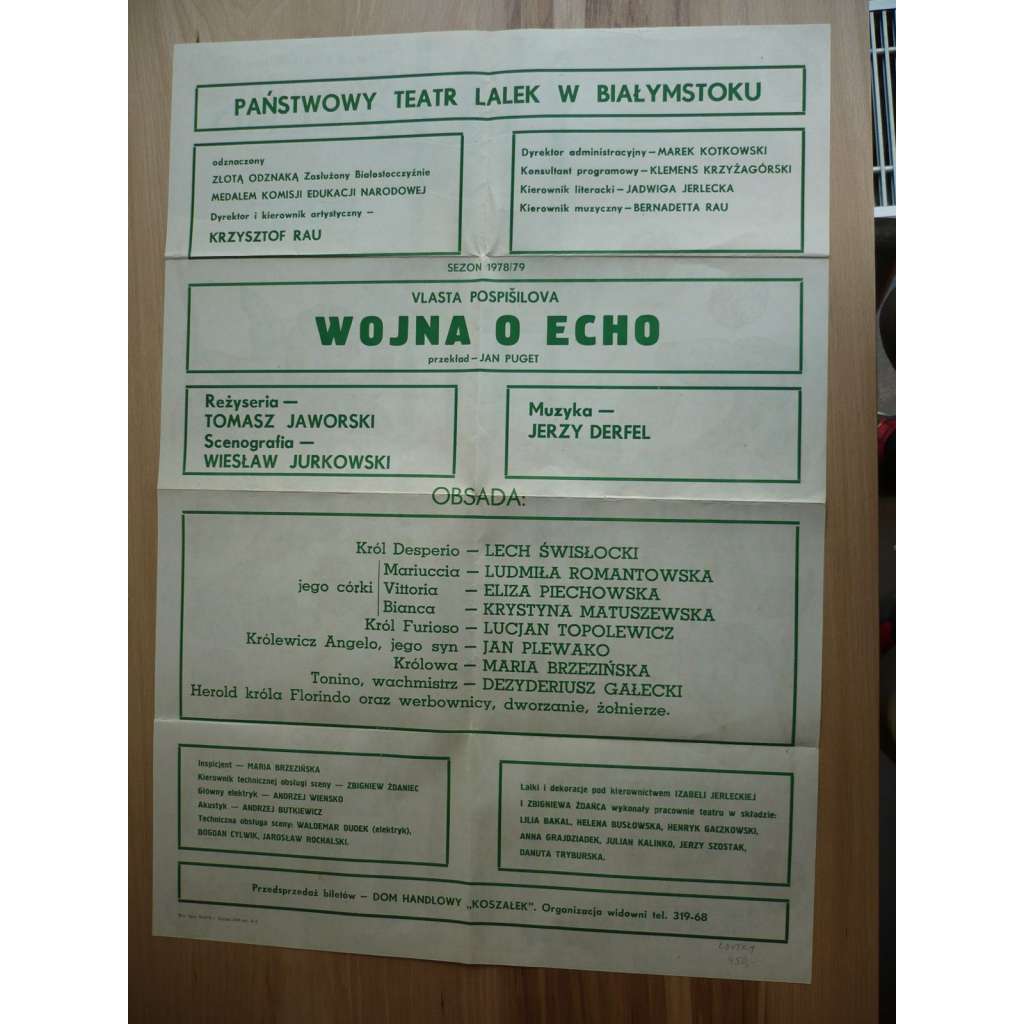 PAŃSTWOWY TEATR LALEK W BIAŁYMSTOKU
odznaczony
ZŁOTĄ ODZNAKĄ Zasłużony Białostocczyźnie
MEDALEM KOMISJI EDUKACJI NARODOWEJ
Dyrektor i kierownik artystyczny –
KRZYSZTOF RAU
Dyrektor administracyjny – MAREK KOTKOWSKI
Konsultant programowy – KLEMENS KRZYŻAGÓRSKI
Kierownik literacki – JADWIGA JERLECKA
Kierownik muzyczny – BERNADETTA RAU
SEZON 1978/79
VLASTA POSPIŠILOVA
WOJNA O ECHO
przekład – JAN PUGET
Reżyseria –
TOMASZ JAWORSKI
Scenografia –
WIESŁAW JURKOWSKI
Muzyka –
JERZY DERFEL
OBSADA:
Król Desperio – LECH ŚWISŁOCKI
Mariuccia – LUDMIŁA ROMANTOWSKA
jego córki Vittoria – ELIZA PIECHOWSKA
Bianca – KRYSTYNA MATUSZEWSKA
Król Furioso – LUCJAN TOPOLEWICZ
Królewicz Angelo, jego syn – JAN PLEWAKO
Królowa – MARIA BRZEZIŃSKA
Tonino, wachmistrz – DEZYDERIUSZ GAŁECKI
Herold króla Florindo oraz werbownicy, dworzanie, żołnierze.
Inspicjent – MARIA BRZEZIŃSKA
Kierownik technicznej obsługi sceny – ZBIGNIEW ŻDANIEC
Główny elektryk – ANDRZEJ WIENSKO
Akustyk – ANDRZEJ BUTKIEWICZ
Techniczna obsługa sceny: WALDEMAR DUDEK (elektryk),
BOGDAN CYLWIK, JAROSŁAW ROCHALSKI.
Lalki i dekoracje pod kierownictwem IZABELI JERLECKIEJ
I ZBIGNIEWA ŻDAŃCA wykonały pracownie teatru w składzie:
LILIA BAKAL, HELENA BUSŁOWSKA, HENRYK GACZKOWSKI,
ANNA GRAJDZIADEK, JULIAN KALINKO, JERZY SZOSTAK,
DANUTA TRYBURSKA.
Przedsprzedaż biletów – DOM HANDLOWY „KOSZAŁEK”. Organizacja widowni tel. 319-68
450,-